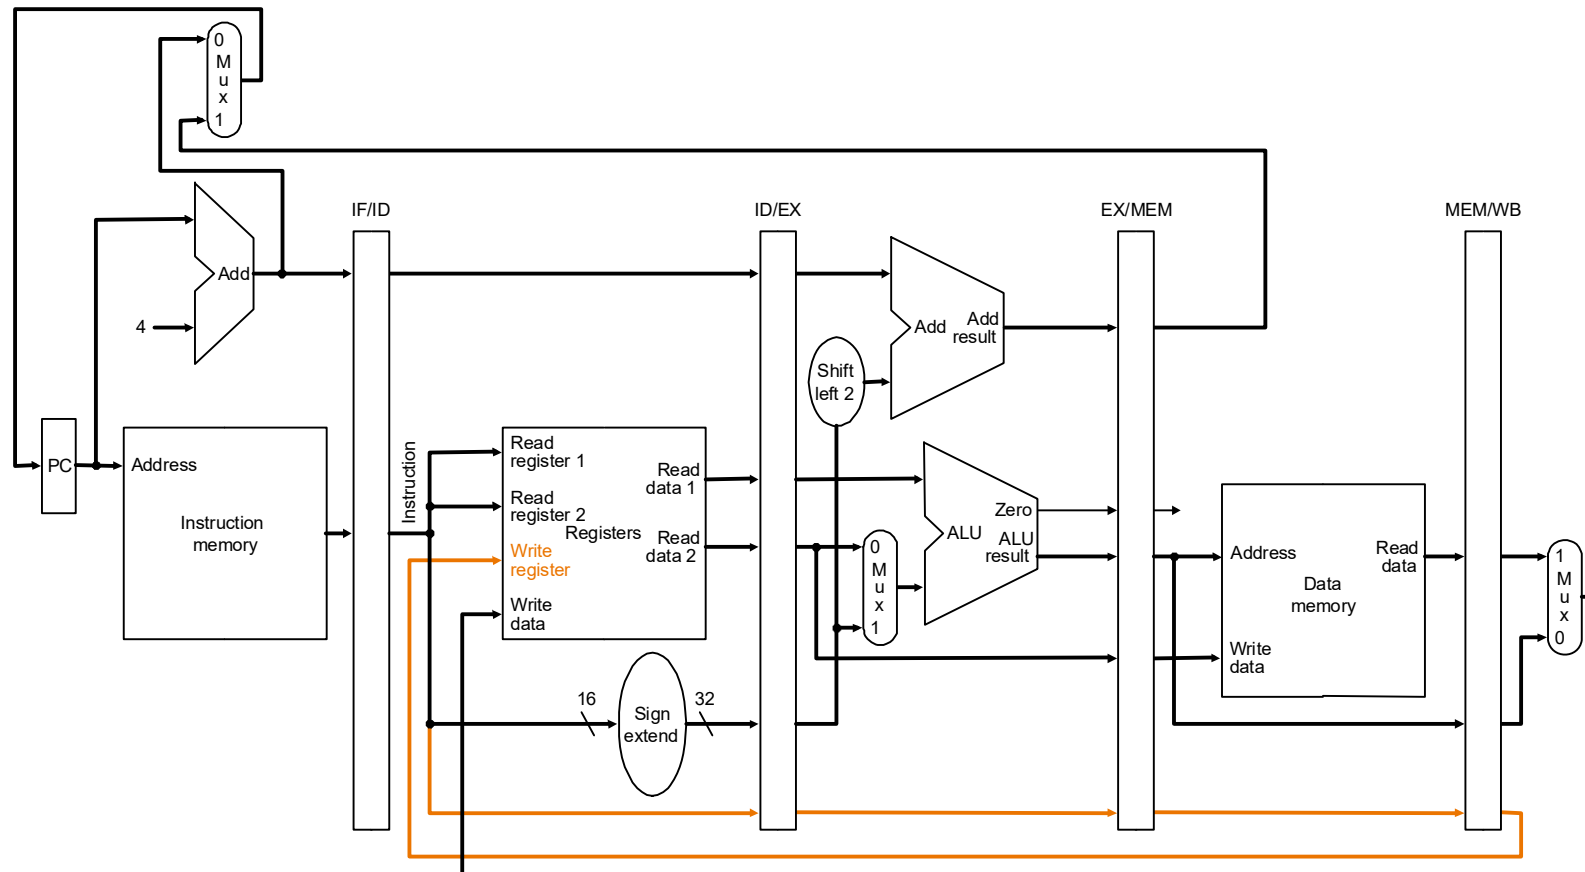 0
M
u
x
1
IF/ID
ID/EX
EX/MEM
MEM/WB
Add
4
Add
Add
result
Shift
left 2
PC
Address
Instruction
memory
Instruction
Read
register 1
Read
register 2
Write
register
Write
data
Registers
Read
data 1
Read
data 2
16
Sign
extend
32
0
M
u
x
1
Zero
ALU
ALU
result
Address
Read
data
Data
memory
Write
data
1
M
u
x
0